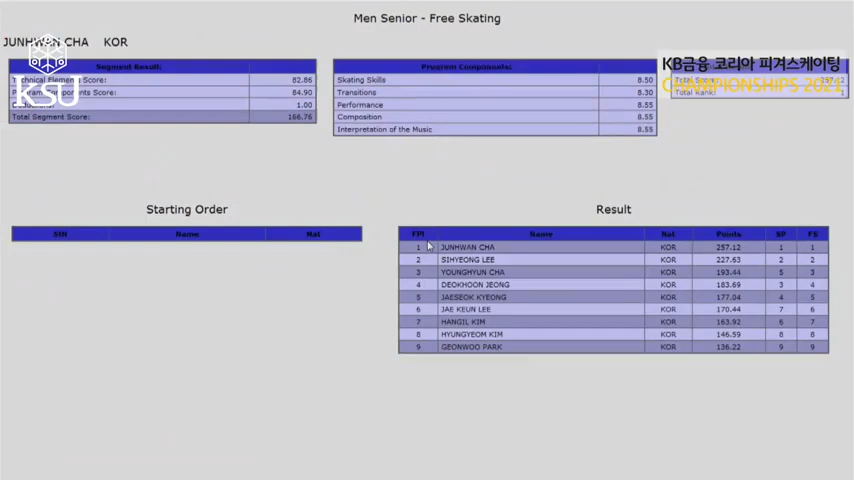 Men Senior - Free Skating
JUNHWAN CHA KOR
KSU
KB금융 코리아 피겨스케이팅
CHAMPIONSHIPS 2021
Segment Result:
Technical Elements Score: 82.86
Program Components Score: 84.90
Deductions: 1.00
Total Segment Score: 166.76
Program Components:
Skating Skills 8.50
Transitions 8.30
Performance 8.55
Composition 8.55
Interpretation of the Music 8.55
Total Score: 257.12
Total Rank: 1
Starting Order
StN Name Nat
Result
FPl Name Nat Points SP FS
1 JUNHWAN CHA KOR 257.12 1 1
2 SIHYEONG LEE KOR 227.63 2 2
3 YOUNGHYUN CHA KOR 193.44 5 3
4 DEOKHOON JEONG KOR 183.69 3 4
5 JAESEOK KYEONG KOR 177.04 4 5
6 JAE KEUN LEE KOR 170.44 7 6
7 HANGIL KIM KOR 163.92 6 7
8 HYUNGYEOM KIM KOR 146.59 8 8
9 GEONWOO PARK KOR 136.22 9 9